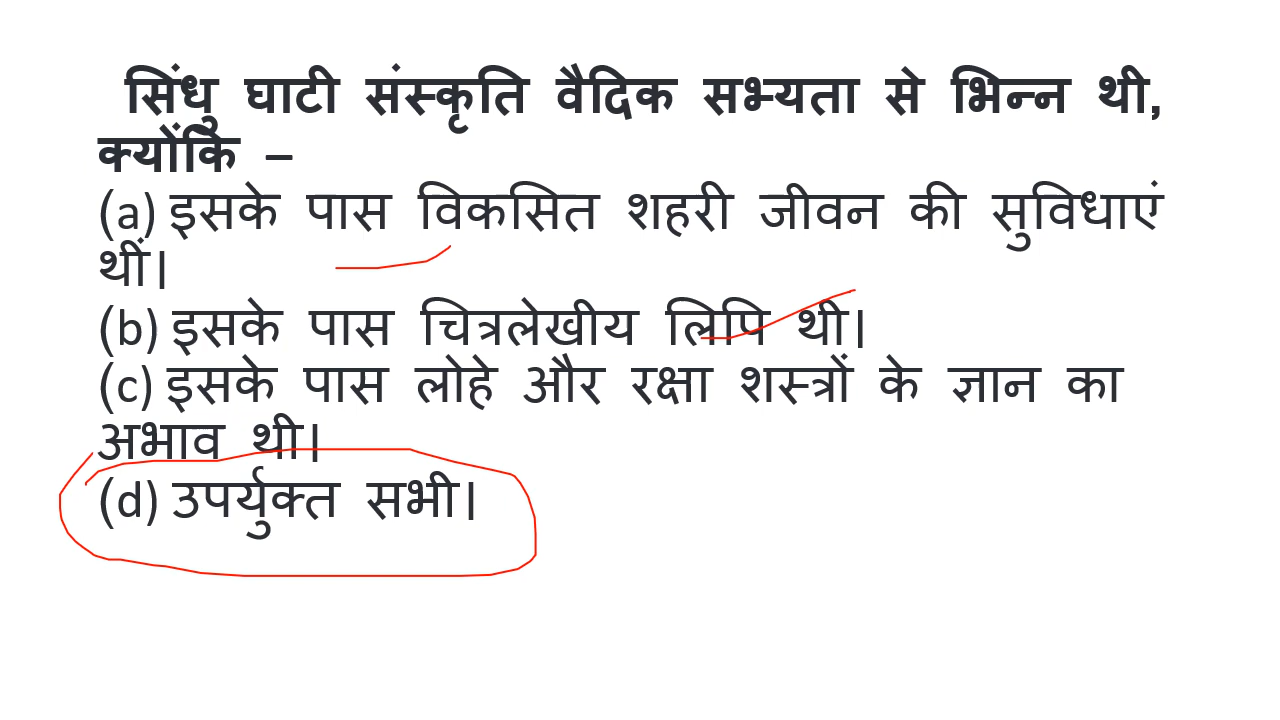 सिंधु घाटी संस्कृति वैदिक सभ्यता से भिन्न थी,
क्योंकि –
(a) इसके पास विकसित शहरी जीवन की सुविधाएं
थीं।
(b) इसके पास चित्रलेखीय लिपि थी।
(c) इसके पास लोहे और रक्षा शस्त्रों के ज्ञान का
अभाव थी।
(d) उपर्युक्त सभी।